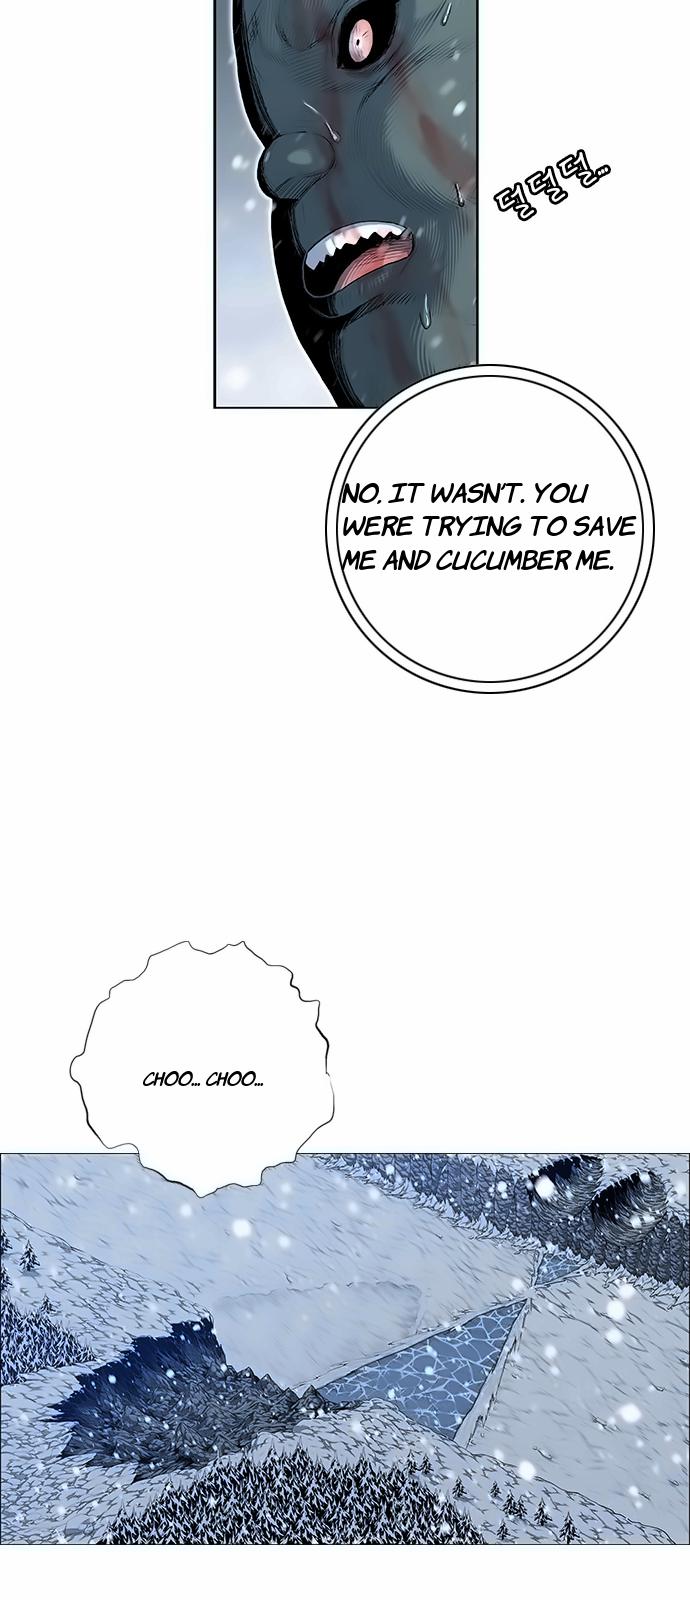 덜덜덜...
NO. IT WASN'T. YOU
WERE TRYING TO SAVE
ME AND CUCUMBER ME.
CHOO... CHOO...